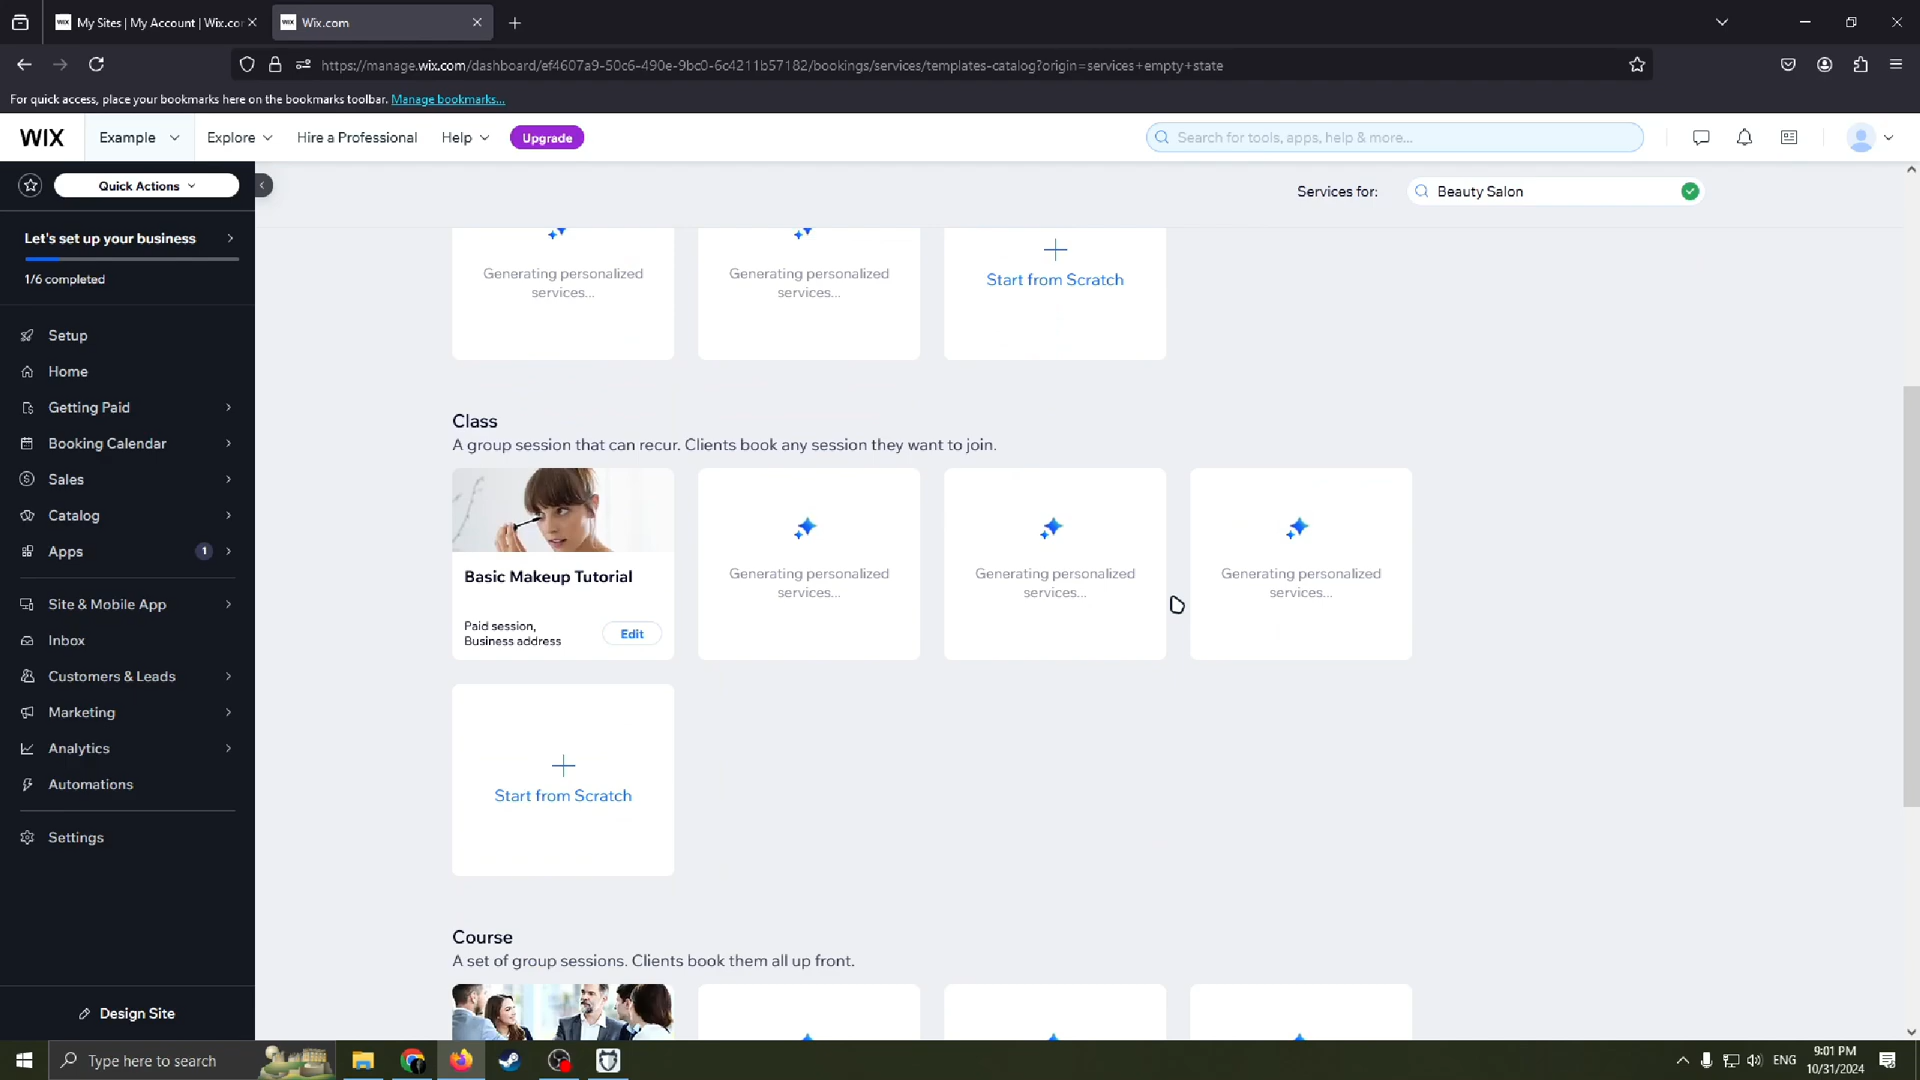 My Sites | My Account | Wix.cor
Wix.com
https://manage.wix.com/dashboard/ef4607a9-50c6-490e-9bc0-6c4211b57182/bookings/services/templates-catalog?origin=services+empty+state
For quick access, place your bookmarks here on the bookmarks toolbar. Manage bookmarks...
WIX
Example
Explore
Hire a Professional
Help
Upgrade
Search for tools, apps, help & more...
Quick Actions
Services for:
Beauty Salon
Let's set up your business
1/6 completed
Setup
Home
Getting Paid
Booking Calendar
Sales
Catalog
Apps
1
Site & Mobile App
Inbox
Customers & Leads
Marketing
Analytics
Automations
Settings
Design Site
Generating personalized
services...
Generating personalized
services...
Start from Scratch
Class
A group session that can recur. Clients book any session they want to join.
Basic Makeup Tutorial
Paid session,
Business address
Edit
Generating personalized
services...
Generating personalized
services...
Generating personalized
services...
Start from Scratch
Course
A set of group sessions. Clients book them all up front.
Type here to search
ENG
9:01 PM
10/31/2024